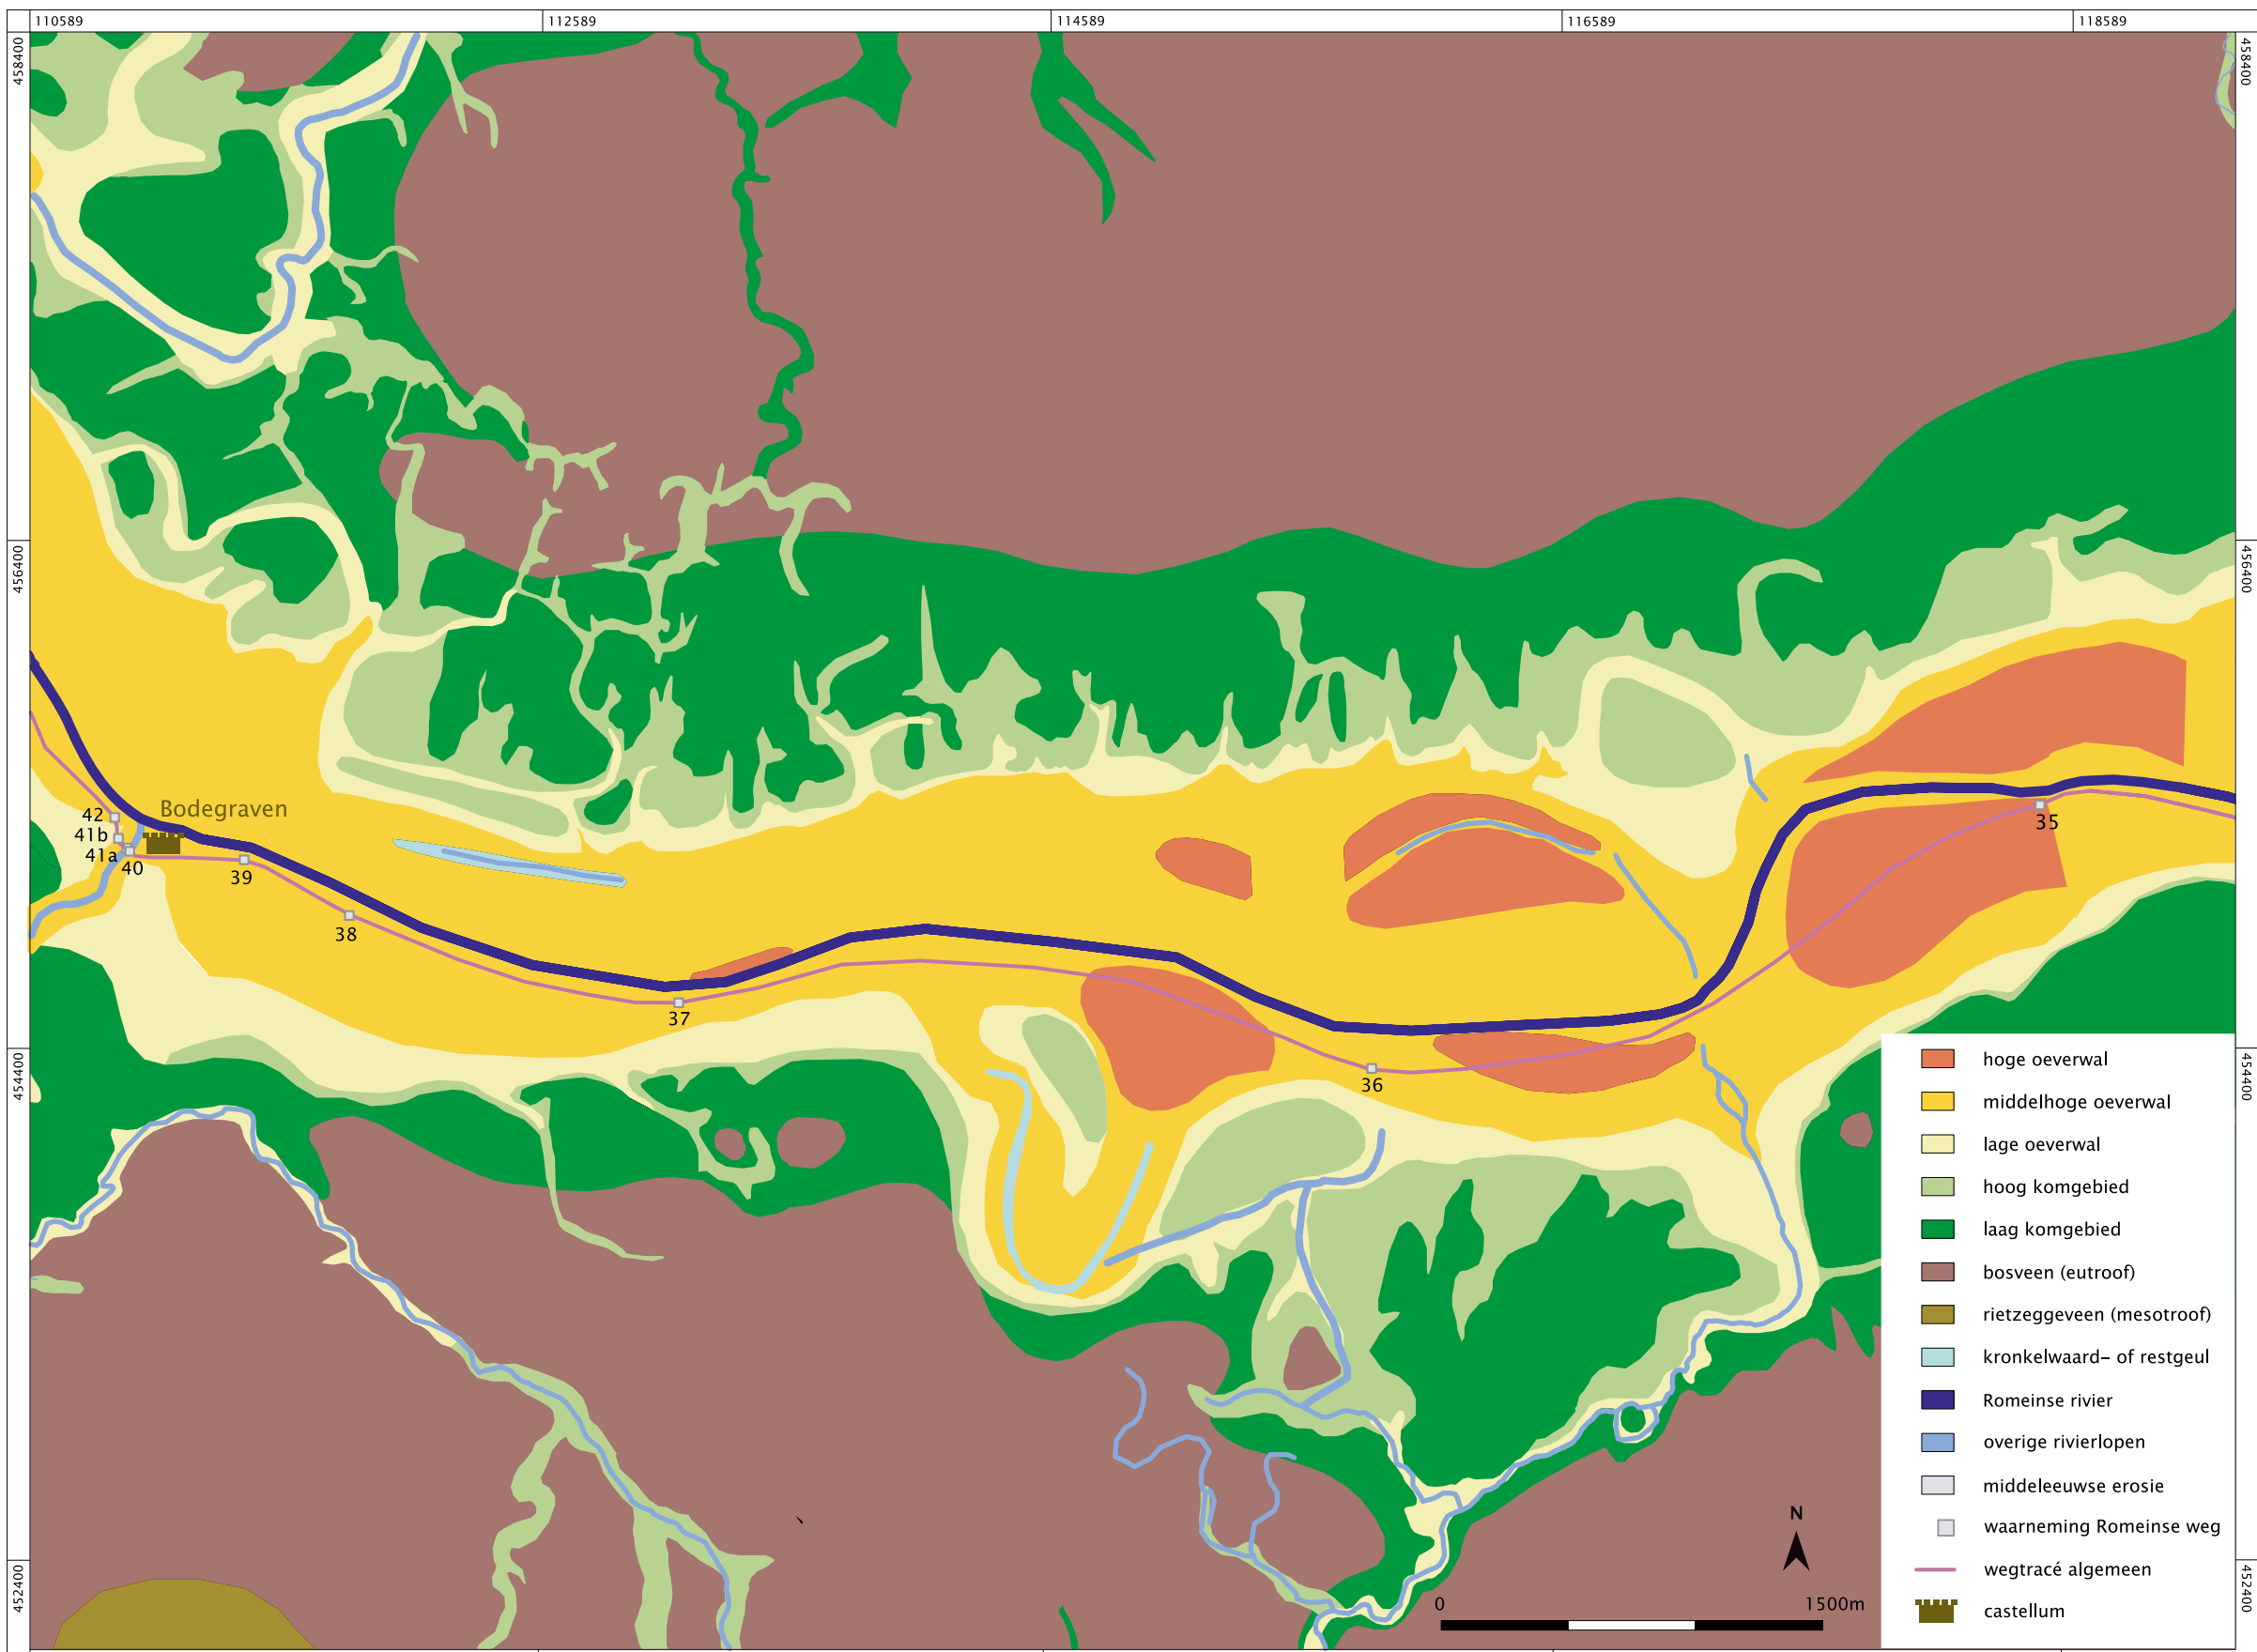 110589
112589
114589
116589
118589
458400
458400
456400
456400
Bodegraven
42
41b
41a
40
39
38
37
36
35
454400
454400
hoge oeverwal
middelhoge oeverwal
lage oeverwal
hoog komgebied
laag komgebied
bosveen (eutroof)
rietzeggeveen (mesotroof)
kronkelwaard- of restgeul
Romeinse rivier
overige rivierlopen
middeleeuwse erosie
waarneming Romeinse weg
wegtracé algemeen
castellum
N
0 1500m
452400
452400